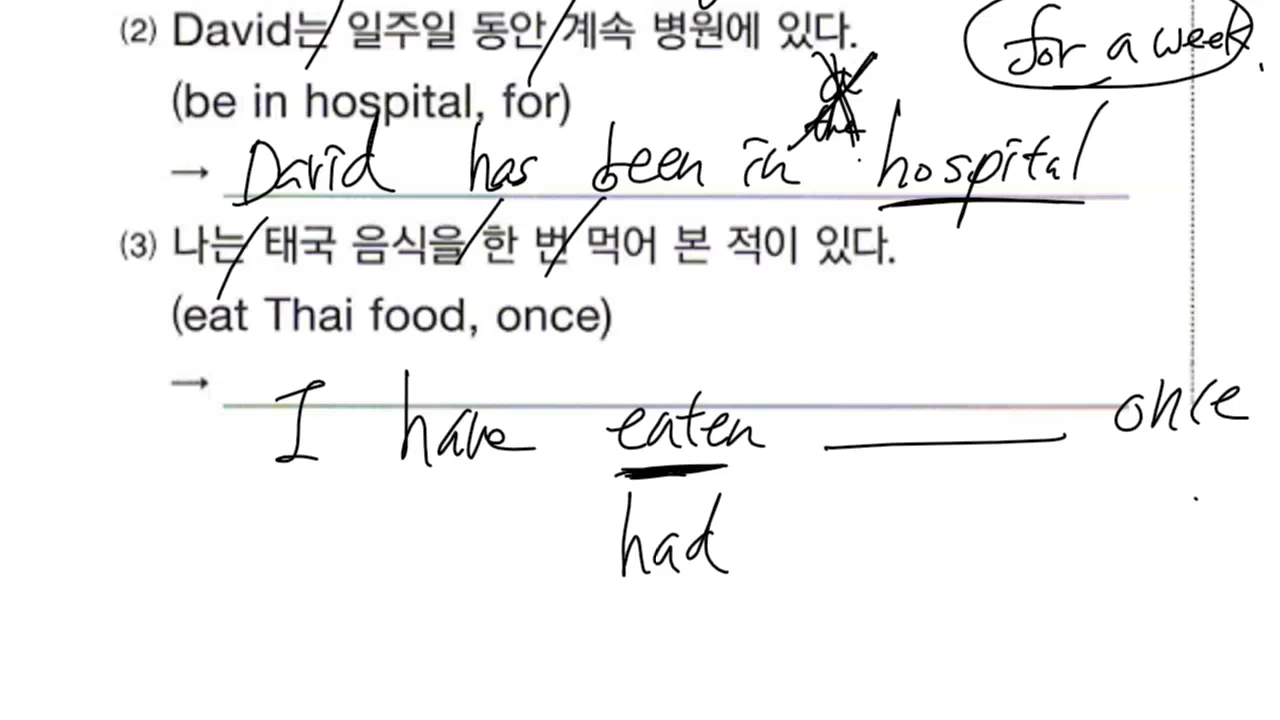 (2) David는 일주일 동안 계속 병원에 있다.
for a week.
(be in hospital, for)
→ David has been in hospital
(3) 나는 태국 음식을 한 번 먹어 본 적이 있다.
(eat Thai food, once)
→ I have eaten ______ once
had